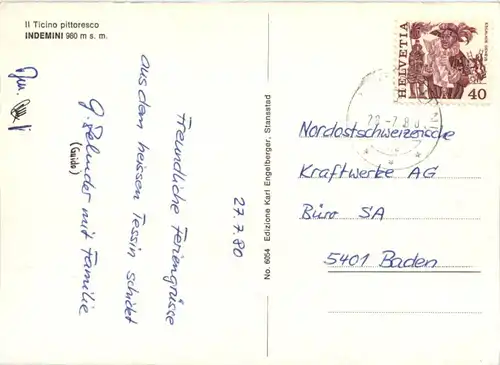 Il Ticino pittoresco
INDEMINI 980 m s. m.
27.7.80
Freundliche Feriengrüsse
aus dem heissen Tessin schickt
G. Zehnder mit Familie
(Guido)
No. 6054 Edizione Karl Engelberger, Stansstad
HELVETIA
40
Nordostschweizerische
Kraftwerke AG
Büro SA
5401 Baden